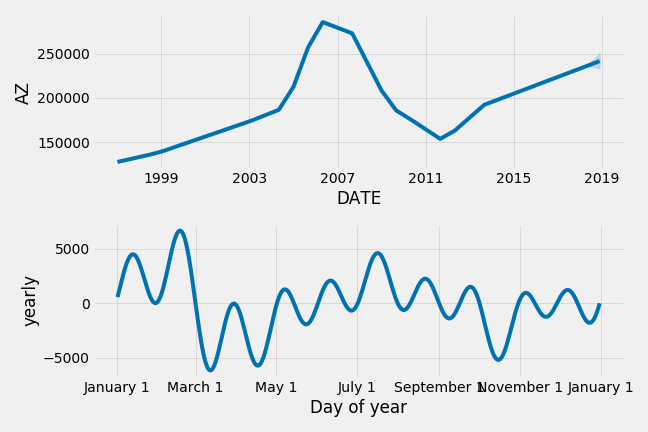 250000
200000
150000
AZ
1999 2003 2007 2011 2015 2019
DATE
5000
0
−5000
yearly
January 1 March 1 May 1 July 1 September 1 November 1 January 1
Day of year